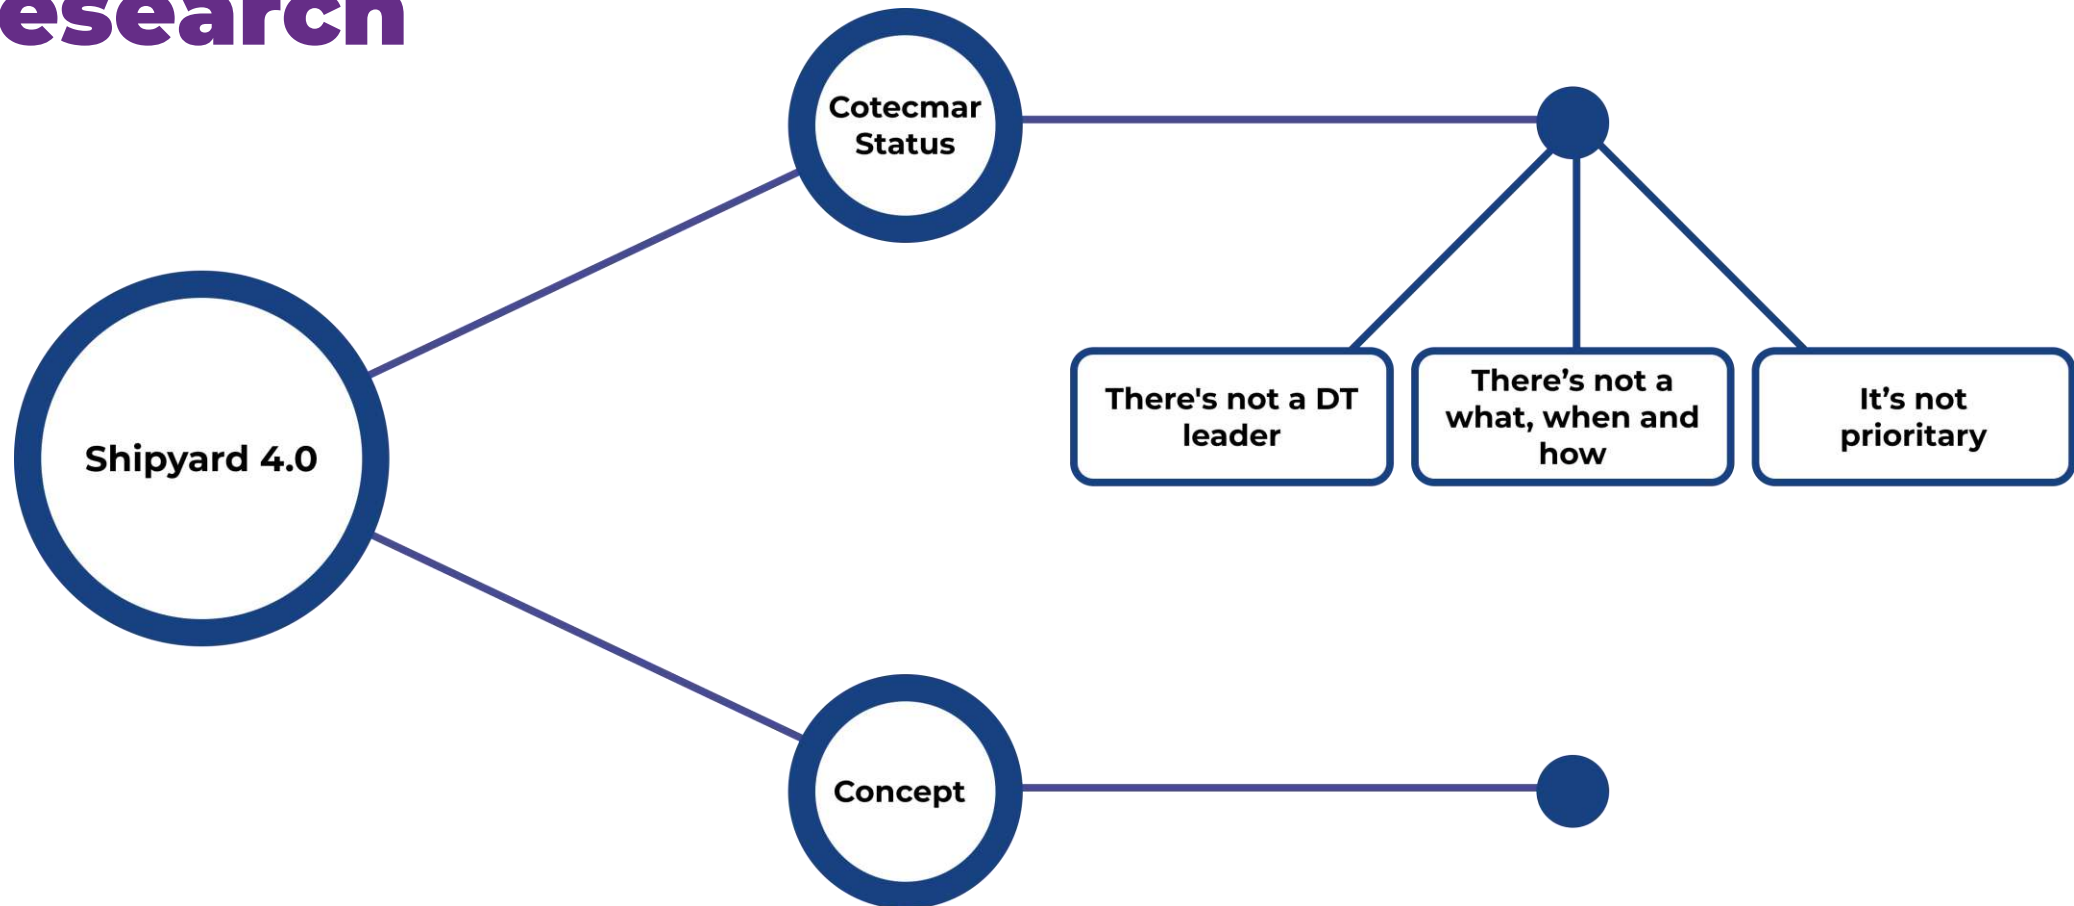 esearch
Cotecmar
Status
There's not a DT
leader
There’s not a
what, when and
how
It’s not
prioritary
Shipyard 4.0
Concept